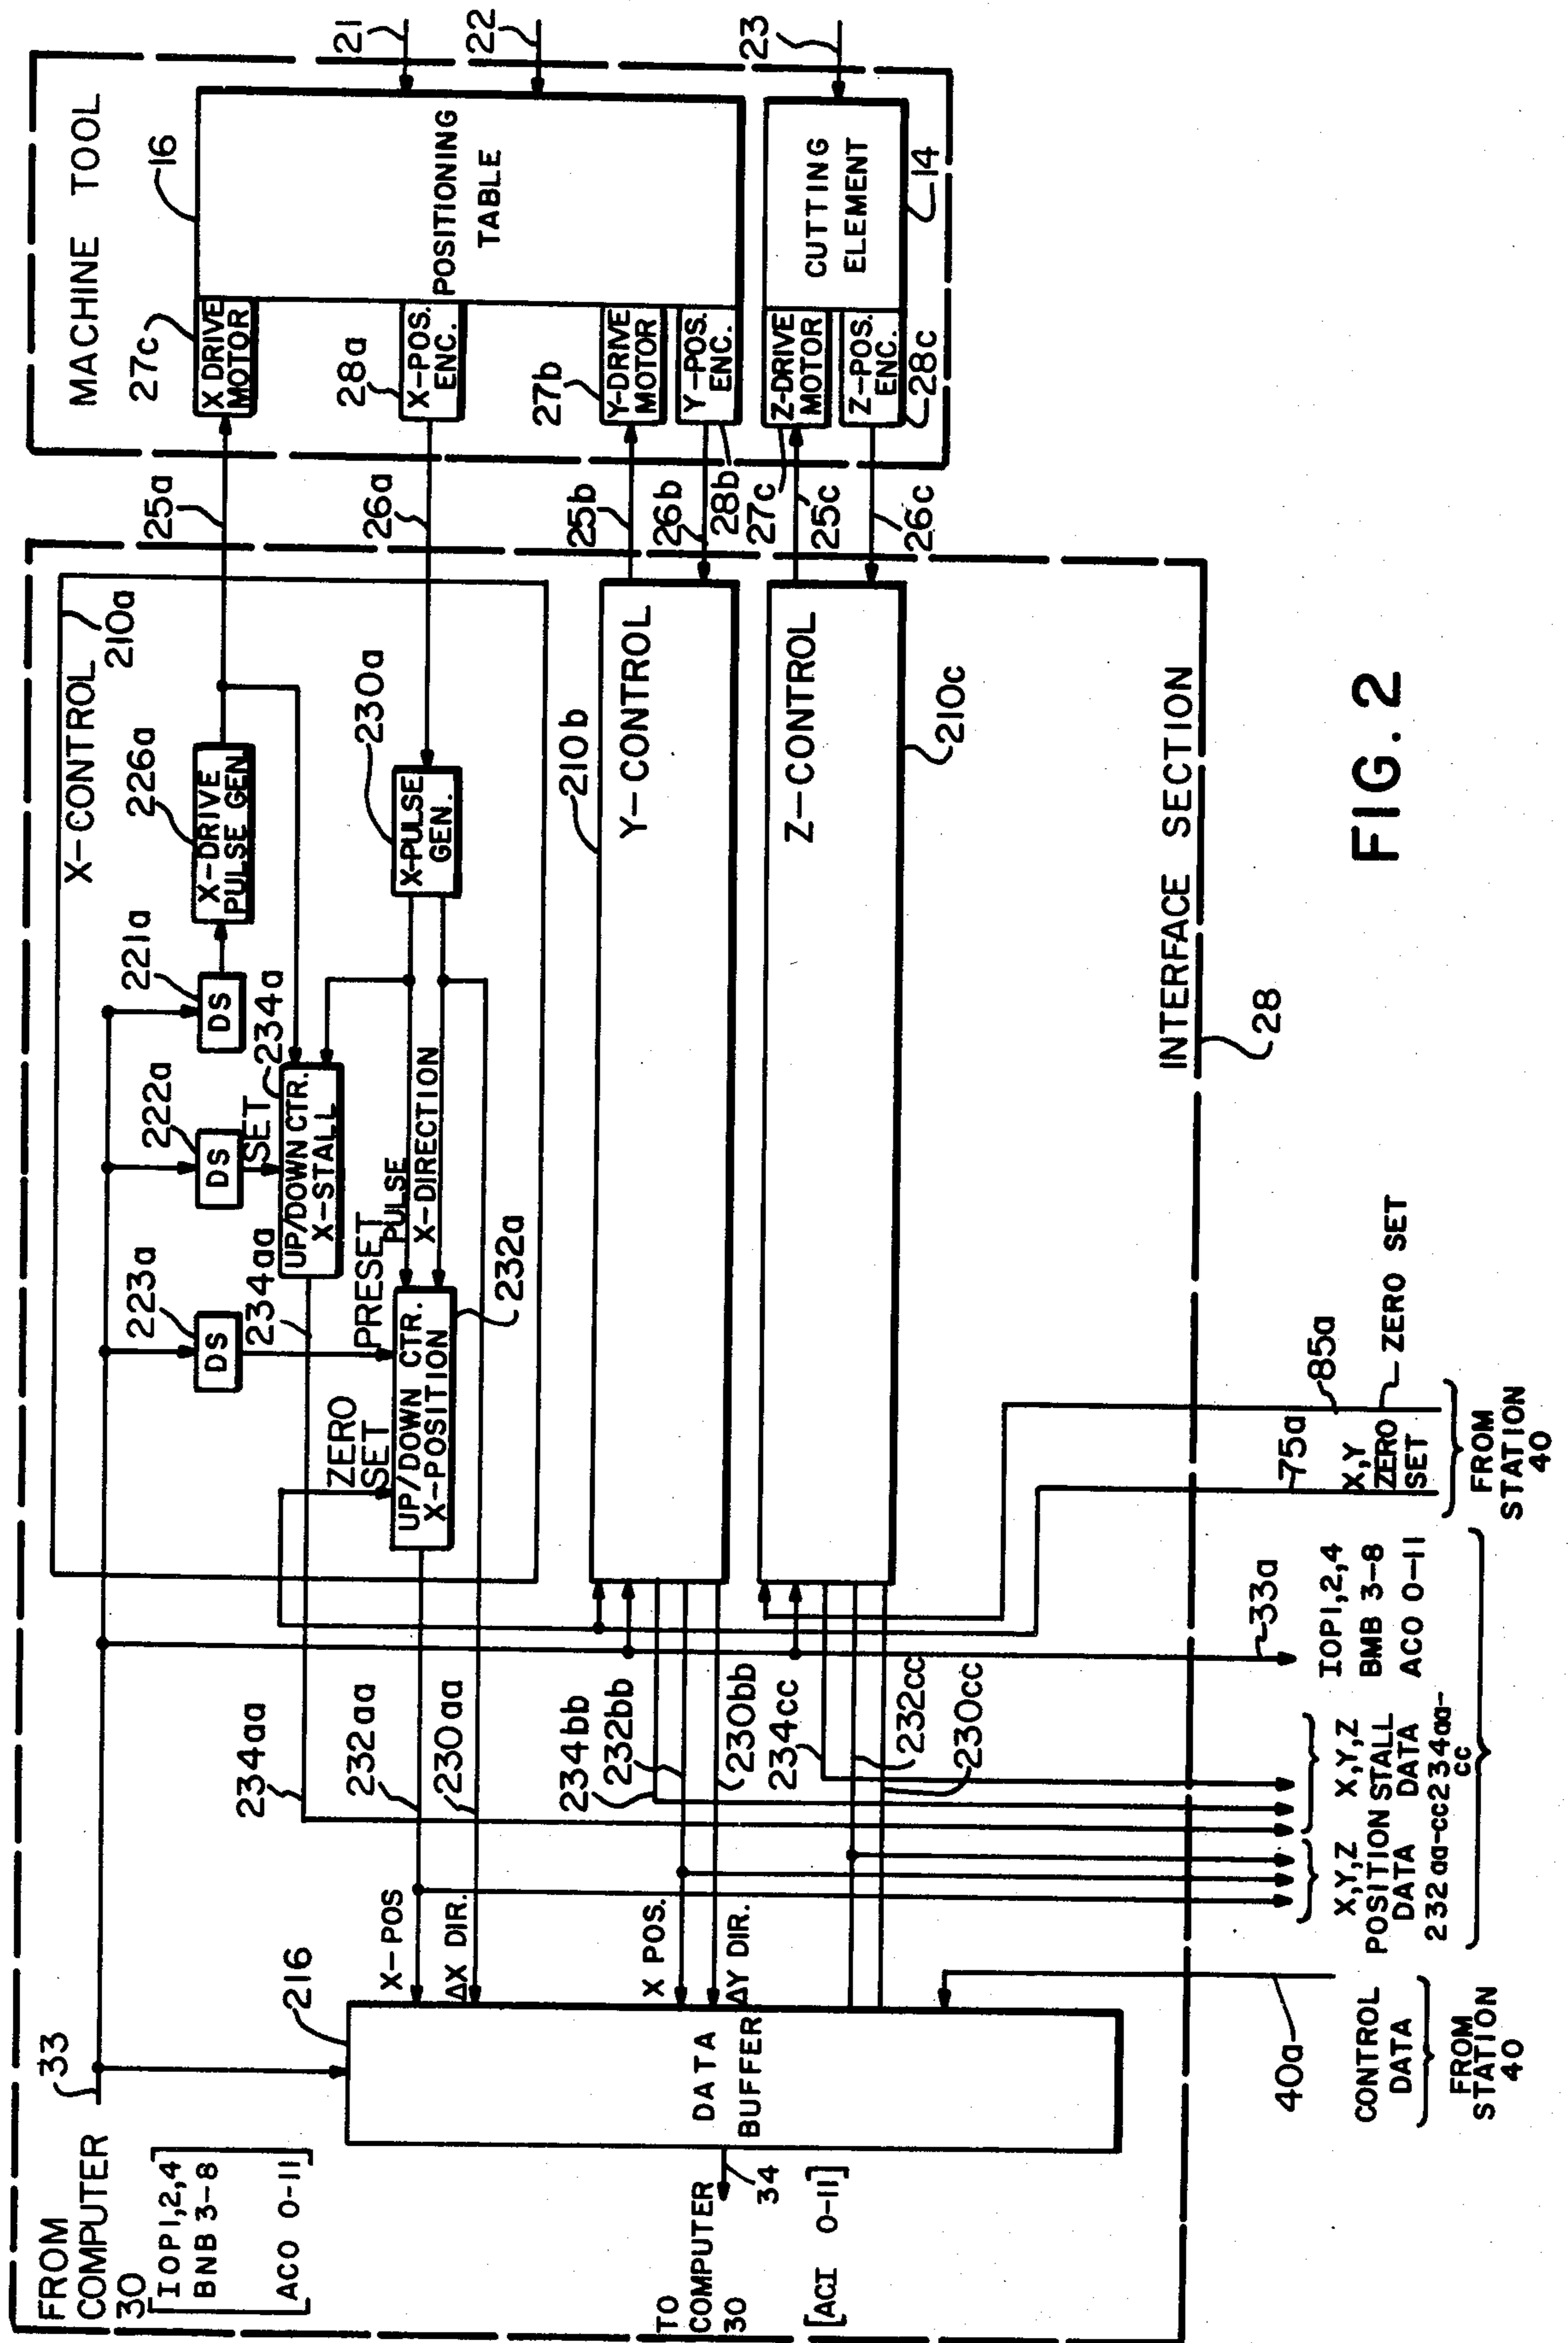 FROM
COMPUTER
30
IOP1,2,4
BNB 3-8
ACO 0-11
33
216
TO
COMPUTER
30
34
[ACI 0-11]
DATA
BUFFER
X-POS
ΔX DIR.
X POS.
ΔY DIR.
234aa
232aa
230aa
234bb
232bb
230bb
234cc
232cc
230cc
X-CONTROL
210a
223a
DS
222a
DS
221a
DS
226a
X-DRIVE
PULSE GEN
234aa
SET
234a
UP/DOWN CTR.
X-STALL
ZERO
SET
PRESET
PULSE
X-DIRECTION
UP/DOWN CTR.
X-POSITION
232a
230a
X-PULSE
GEN.
210b
Y-CONTROL
Z-CONTROL
210c
INTERFACE SECTION
28
25a
26a
25b
26b
28b
27c
25c
26c
MACHINE TOOL
27c
X DRIVE
MOTOR
16
28a
X-POS.
ENC.
POSITIONING
TABLE
27b
Y-DRIVE
MOTOR
Y-POS.
ENC.
Z-DRIVE
MOTOR
Z-POS.
ENC.
28c
CUTTING
ELEMENT
14
21
22
23
40a
CONTROL
DATA
FROM
STATION
40
X,Y,Z
POSITION
DATA
232aa-cc
X,Y,Z
STALL
DATA
234aa-
cc
33a
IOP1,2,4
BMB 3-8
ACO 0-11
75a
X,Y
ZERO
SET
85a
ZERO SET
FROM
STATION
40
FIG. 2